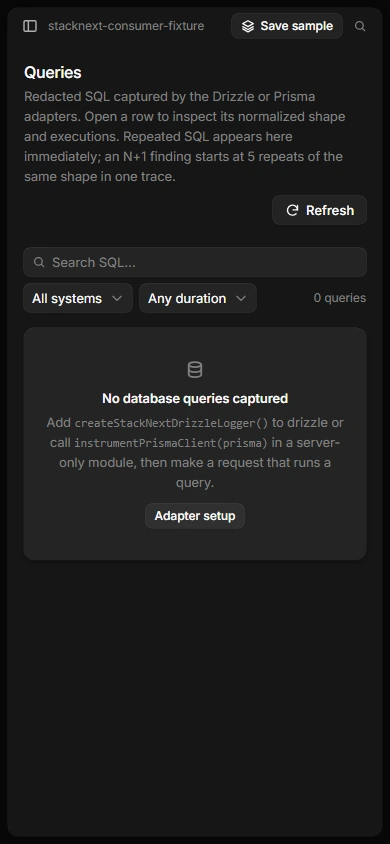 stacknext-consumer-fixture
Save sample
Queries
Redacted SQL captured by the Drizzle or Prisma
adapters. Open a row to inspect its normalized shape
and executions. Repeated SQL appears here
immediately; an N+1 finding starts at 5 repeats of the
same shape in one trace.
Refresh
Search SQL...
All systems
Any duration
0 queries
No database queries captured
Add createStackNextDrizzleLogger() to drizzle or
call instrumentPrismaClient(prisma) in a server-
only module, then make a request that runs a
query.
Adapter setup